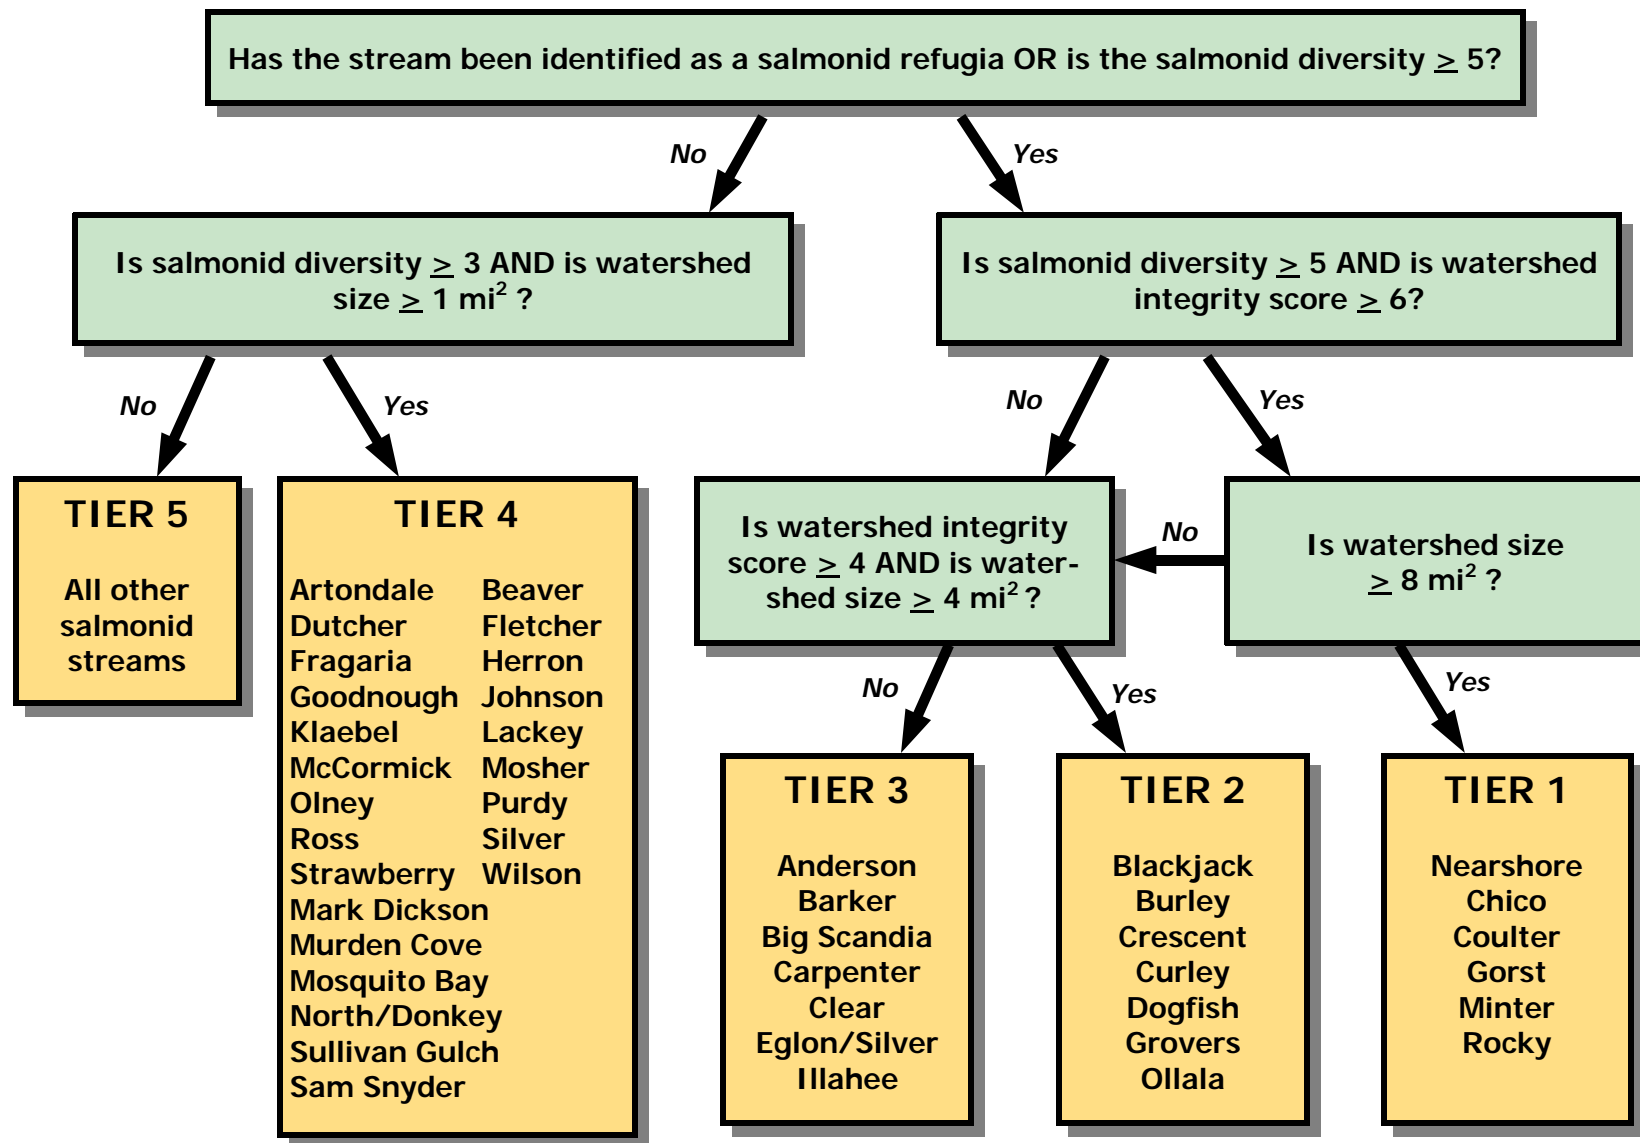 Has the stream been identified as a salmonid refugia OR is the salmonid diversity ≥ 5?
No
Yes
Is salmonid diversity ≥ 3 AND is watershed
size ≥ 1 mi² ?
Is salmonid diversity ≥ 5 AND is watershed
integrity score ≥ 6?
No
Yes
No
Yes
TIER 5
All other
salmonid
streams
TIER 4
Artondale Beaver
Dutcher Fletcher
Fragaria Herron
Goodnough Johnson
Klaebel Lackey
McCormick Mosher
Olney Purdy
Ross Silver
Strawberry Wilson
Mark Dickson
Murden Cove
Mosquito Bay
North/Donkey
Sullivan Gulch
Sam Snyder
Is watershed integrity
score ≥ 4 AND is water-
shed size ≥ 4 mi² ?
No
Is watershed size
≥ 8 mi² ?
No
Yes
Yes
TIER 3
Anderson
Barker
Big Scandia
Carpenter
Clear
Eglon/Silver
Illahee
TIER 2
Blackjack
Burley
Crescent
Curley
Dogfish
Grovers
Ollala
TIER 1
Nearshore
Chico
Coulter
Gorst
Minter
Rocky